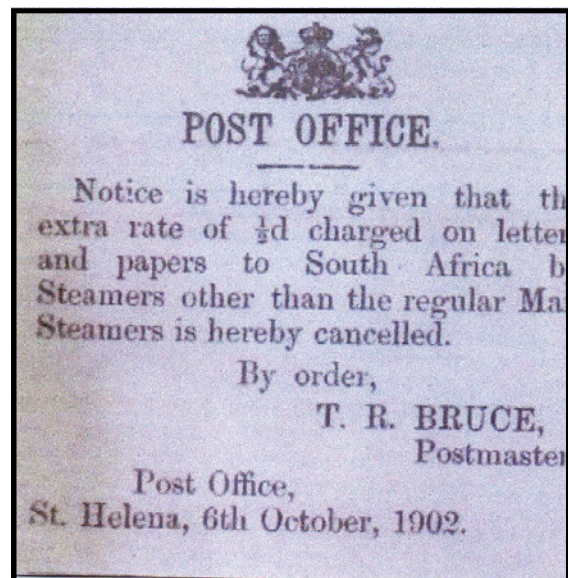 POST OFFICE.
Notice is hereby given that th
extra rate of ½d charged on letter
and papers to South Africa b
Steamers other than the regular Mai
Steamers is hereby cancelled.
By order,
T. R. BRUCE,
Postmaster
Post Office,
St. Helena, 6th October, 1902.